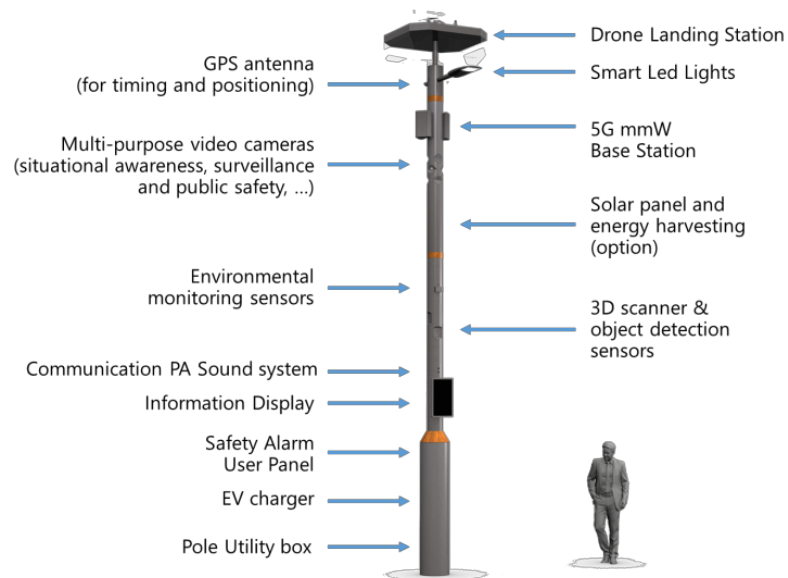 GPS antenna
(for timing and positioning)
Multi-purpose video cameras
(situational awareness, surveillance
and public safety, ...)
Environmental
monitoring sensors
Communication PA Sound system
Information Display
Safety Alarm
User Panel
EV charger
Pole Utility box
Drone Landing Station
Smart Led Lights
5G mmW
Base Station
Solar panel and
energy harvesting
(option)
3D scanner &
object detection
sensors